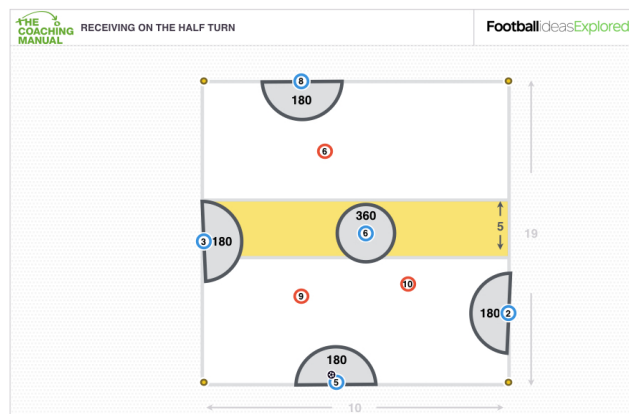 THE
COACHING
MANUAL
RECEIVING ON THE HALF TURN
FootballideasExplored
8
180
6
360
6
5
19
3 180
9
10
180 2
180
5
10